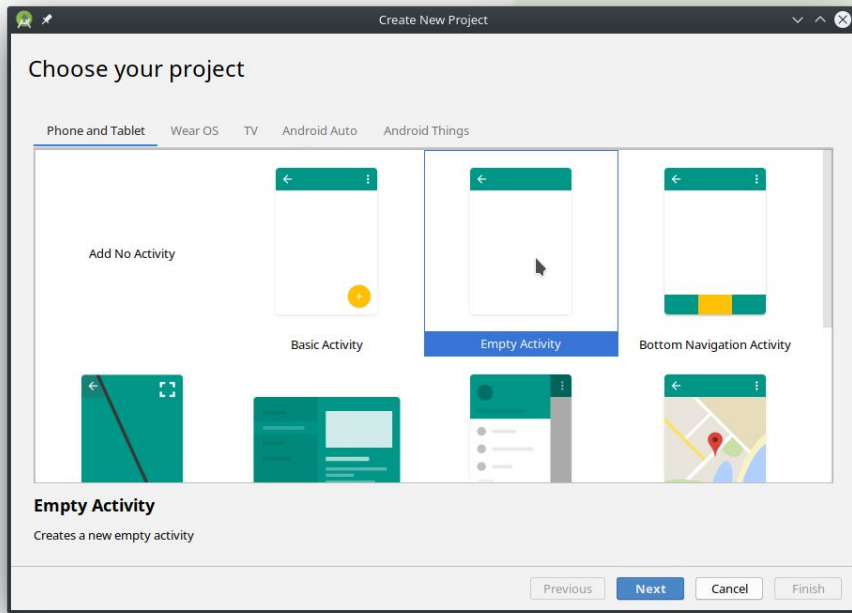 Create New Project
Choose your project
Phone and Tablet
Wear OS
TV
Android Auto
Android Things
Add No Activity
Basic Activity
Empty Activity
Bottom Navigation Activity
Empty Activity
Creates a new empty activity
Previous
Next
Cancel
Finish